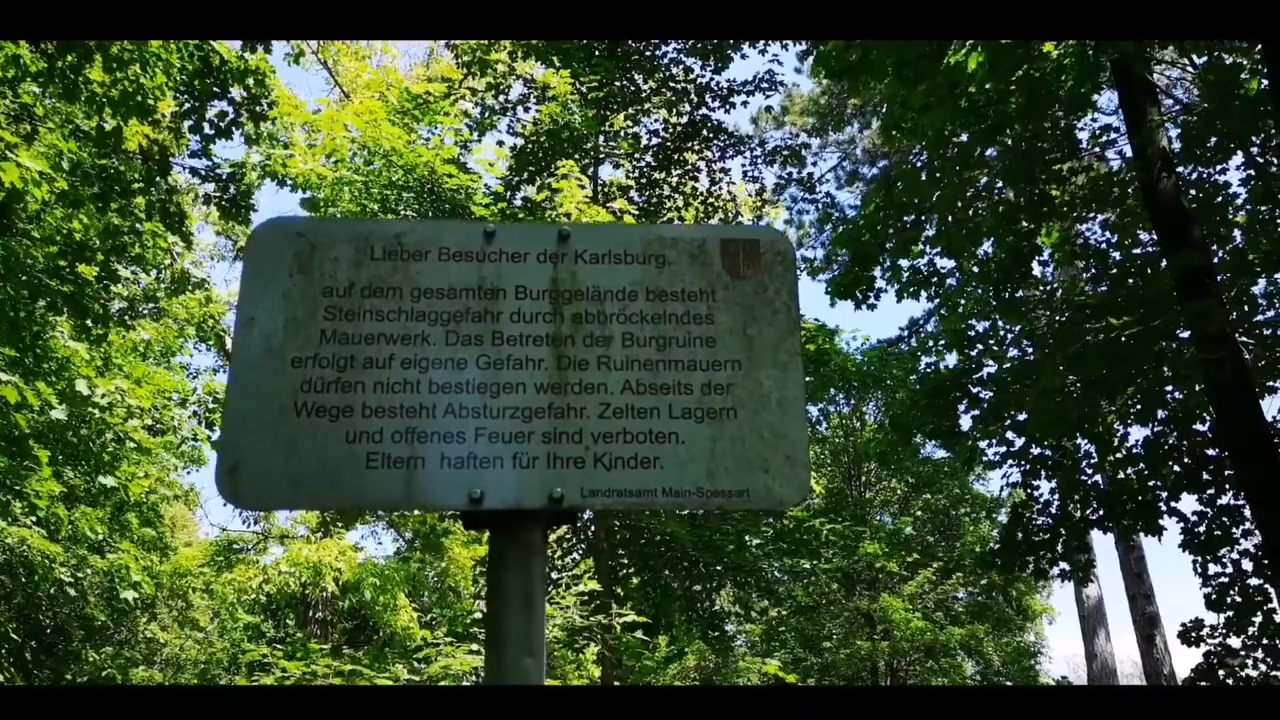 Lieber Besucher der Karlsburg,
auf dem gesamten Burggelände besteht
Steinschlaggefahr durch abbröckelndes
Mauerwerk. Das Betreten der Burgruine
erfolgt auf eigene Gefahr. Die Ruinenmauern
dürfen nicht bestiegen werden. Abseits der
Wege besteht Absturzgefahr. Zelten Lagern
und offenes Feuer sind verboten.
Eltern haften für Ihre Kinder.
Landratsamt Main-Spessart